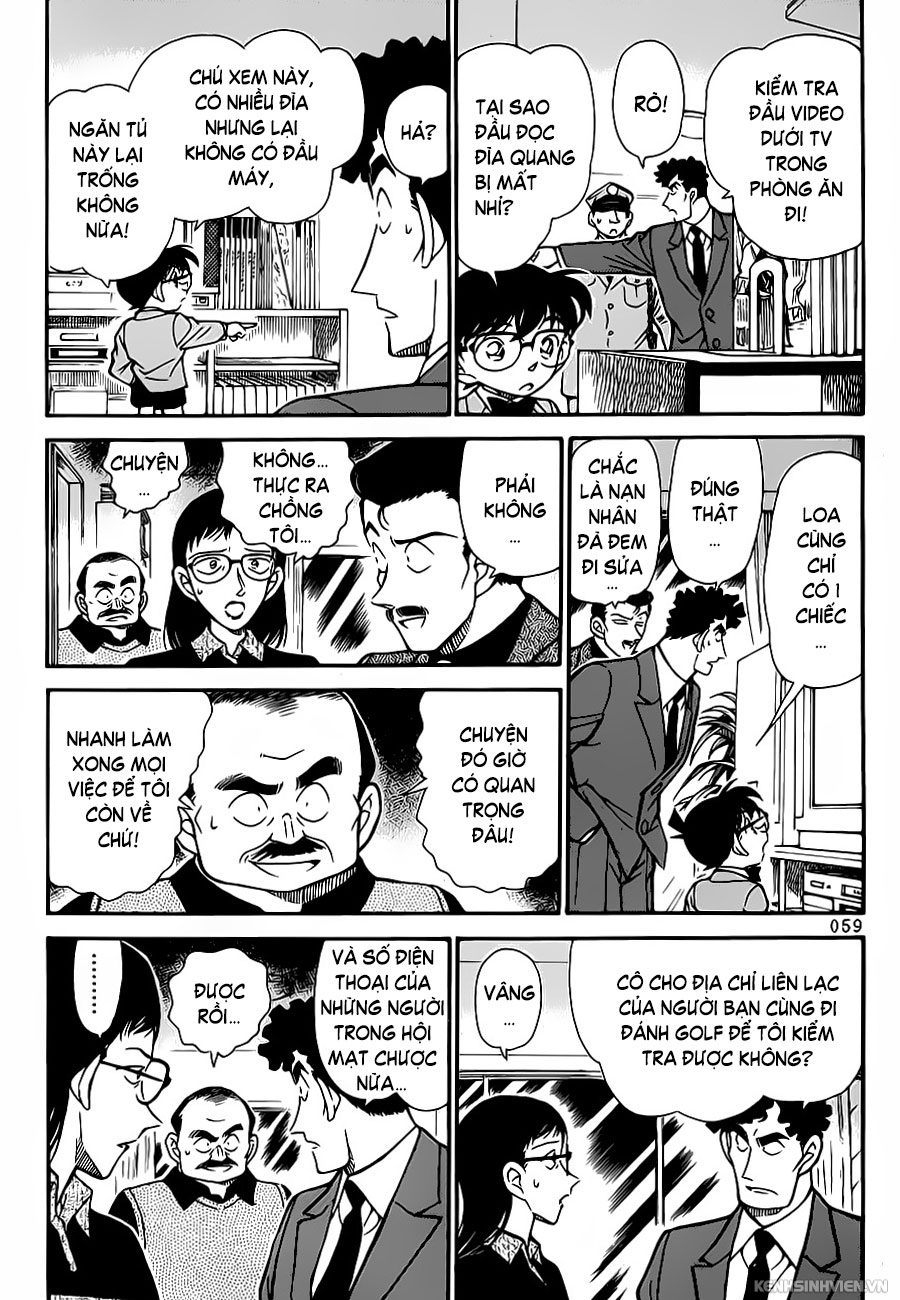 KIỂM TRA
ĐẦU VIDEO
DƯỚI TV
TRONG
PHÒNG ĂN
ĐI!
RÕ!
TẠI SAO
ĐẦU ĐỌC
ĐĨA QUANG
BỊ MẤT
NHỈ?
HẢ?
CHÚ XEM NÀY,
CÓ NHIỀU ĐĨA
NHƯNG LẠI
KHÔNG CÓ ĐẦU
MÁY,
NGĂN TỦ
NÀY LẠI
TRỐNG
KHÔNG
NỮA!
LOA
CŨNG
CHỈ
CÓ 1
CHIẾC
...
ĐÚNG
THẬT
...
CHẮC
LÀ NẠN
NHÂN
ĐÃ ĐEM
ĐI SỬA
...
PHẢI
KHÔNG
...
KHÔNG...
THỰC RA
CHỒNG
TÔI...
CHUYỆN
...
CHUYỆN
ĐÓ GIỜ
CÓ QUAN
TRỌNG
ĐÂU!
NHANH LÀM
XONG MỌI
VIỆC ĐỂ TÔI
CÒN VỀ
CHỨ!
059
CÔ CHO ĐỊA CHỈ LIÊN LẠC
CỦA NGƯỜI BẠN CÙNG ĐI
ĐÁNH GOLF ĐỂ TÔI KIỂM
TRA ĐƯỢC KHÔNG?
VÂNG
...
VÀ SỐ ĐIỆN
THOẠI CỦA
NHỮNG NGƯỜI
TRONG HỘI
MẠT CHƯỢC
NỮA...
ĐƯỢC
RỒI...
........
KENHSINHVIEN.VN